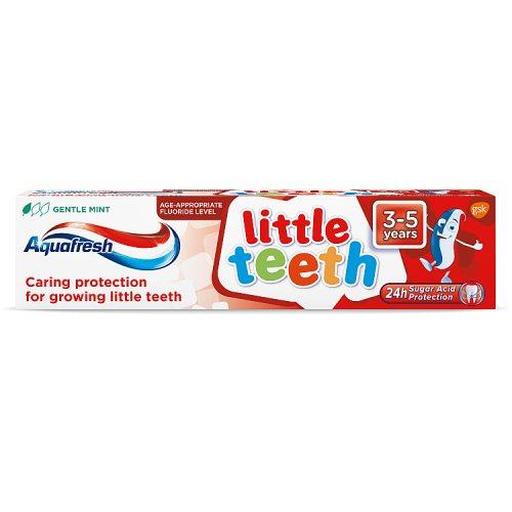 GENTLE MINT
Aquafresh
Caring protection
for growing little teeth
AGE-APPROPRIATE
FLUORIDE LEVEL
little
teeth
3-5
years
gsk
24h Sugar Acid
Protection